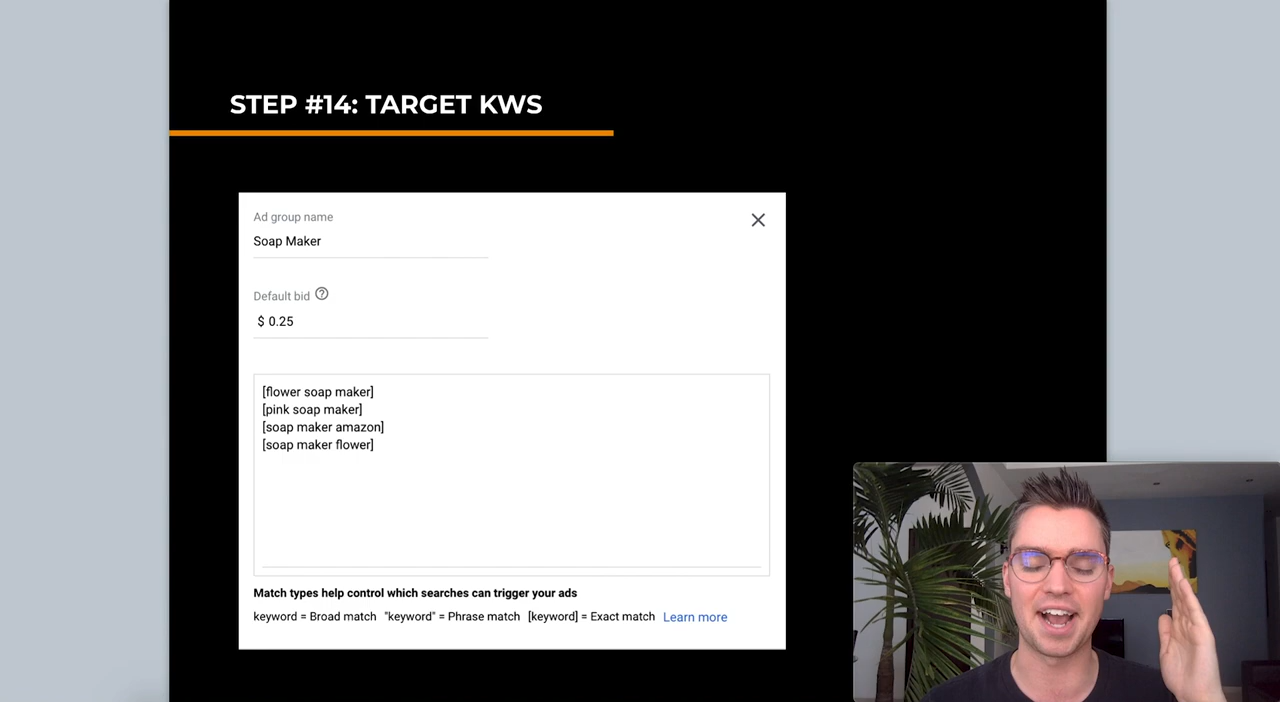 STEP #14: TARGET KWS
Ad group name
Soap Maker
Default bid
$ 0.25
[flower soap maker]
[pink soap maker]
[soap maker amazon]
[soap maker flower]
Match types help control which searches can trigger your ads
keyword = Broad match "keyword" = Phrase match [keyword] = Exact match Learn more